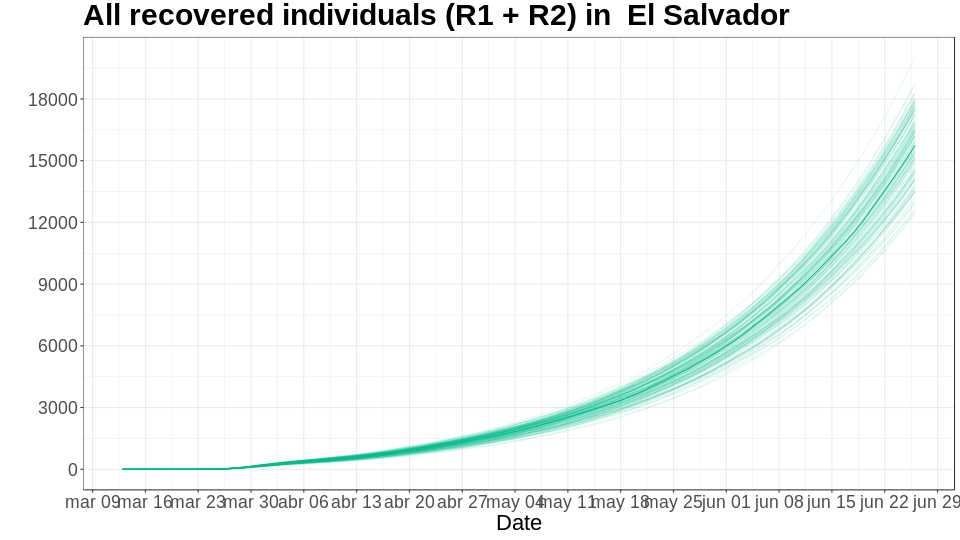 All recovered individuals (R1 + R2) in  El Salvador
18000
15000
12000
9000
6000
3000
0
mar 09 mar 16 mar 23 mar 30 abr 06 abr 13 abr 20 abr 27 may 04 may 11 may 18 may 25 jun 01 jun 08 jun 15 jun 22 jun 29
Date